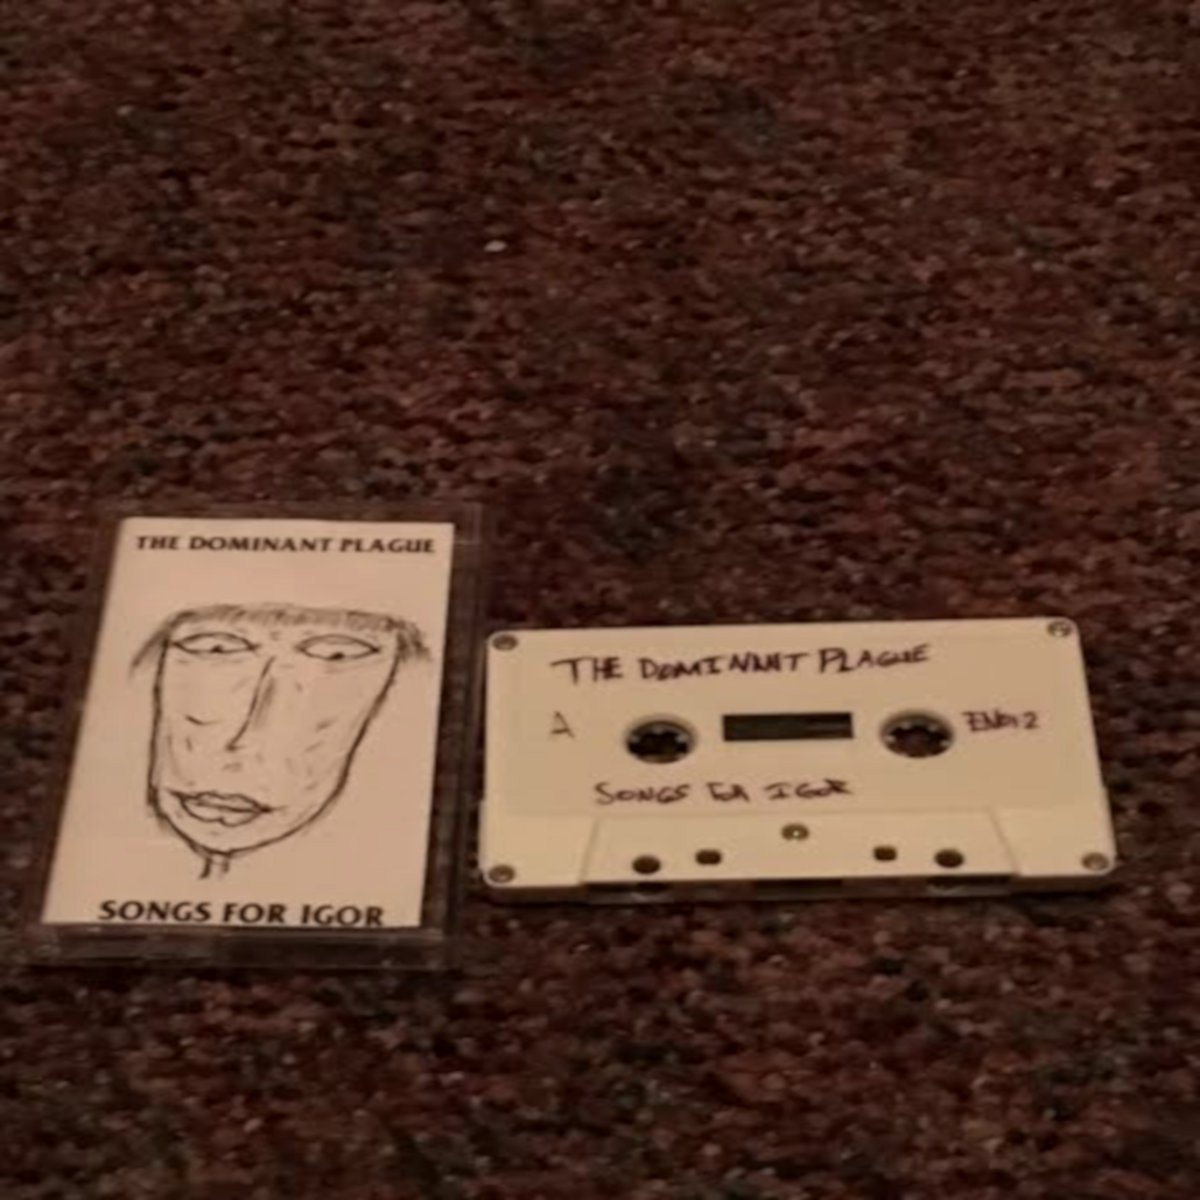 THE DOMINANT PLAGUE
SONGS FOR IGOR
THE DOMINANT PLAGUE
A
SONGS FOR IGOR